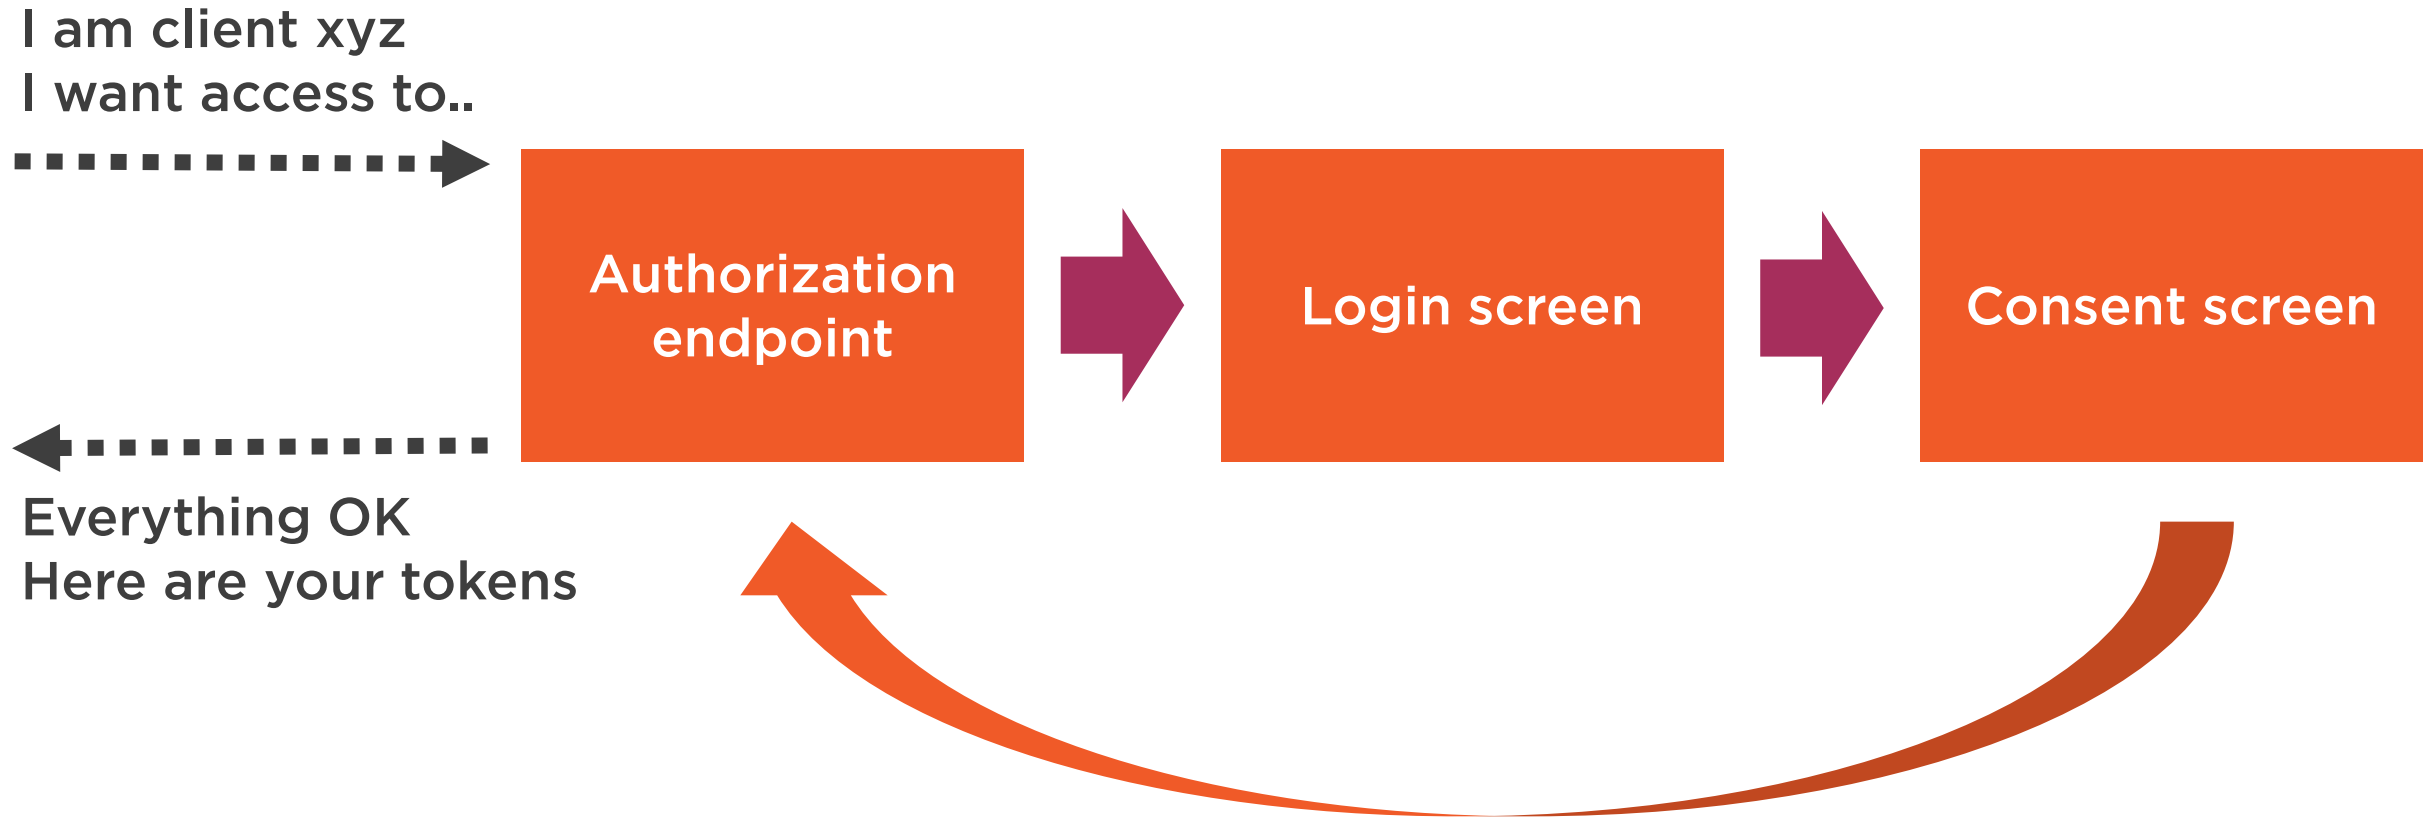 I am client xyz
I want access to..
Authorization
endpoint
Login screen
Consent screen
Everything OK
Here are your tokens